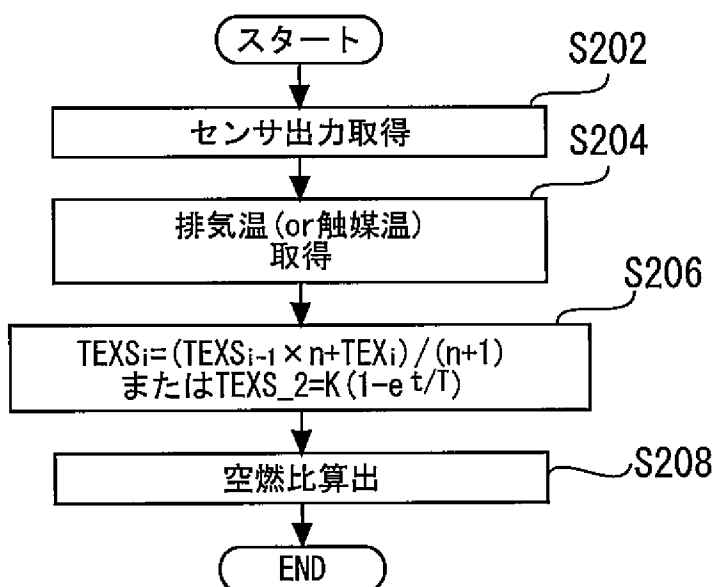 スタート
S202
センサ出力取得
S204
排気温(or触媒温)
取得
S206
TEXSi=(TEXSi-1×n+TEXi)/(n+1)
またはTEXS_2=K(1-e t/T)
S208
空燃比算出
END